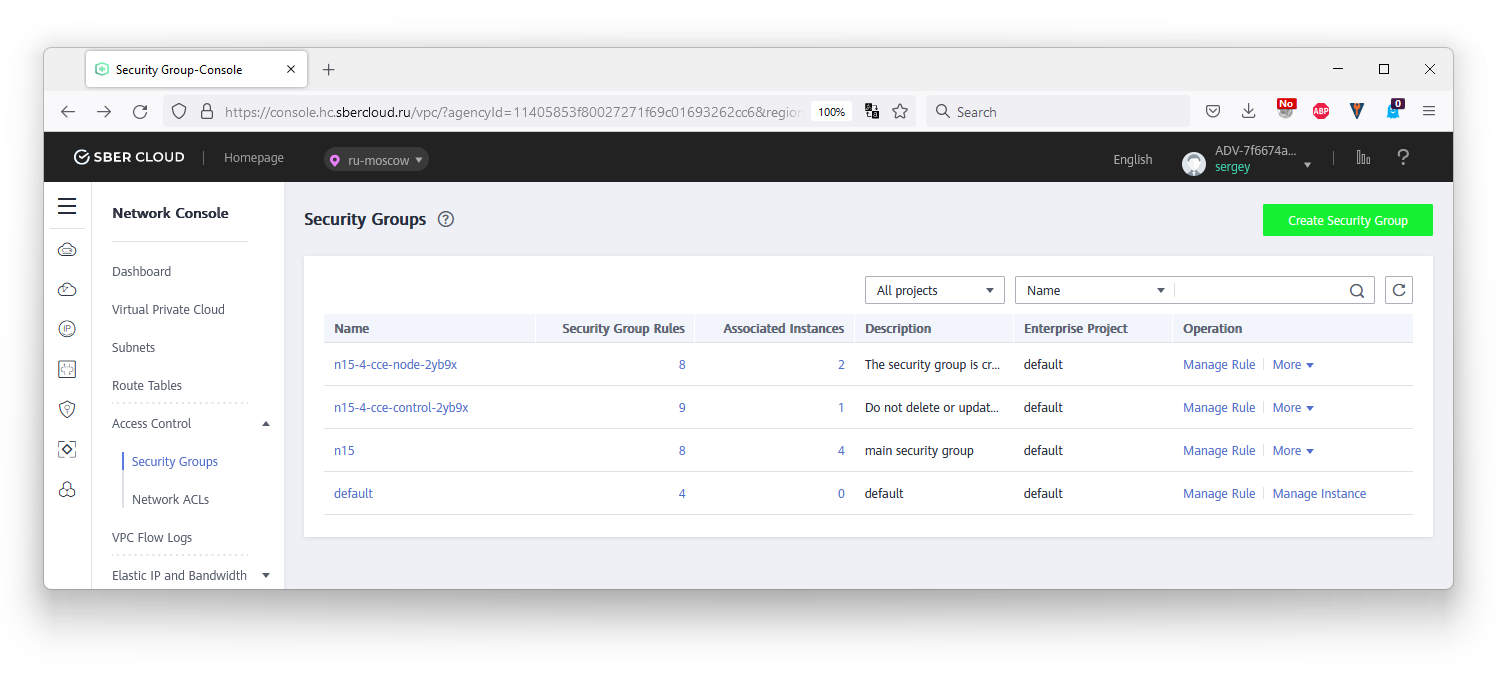 Security Group-Console
https://console.hc.sbercloud.ru/vpc/?agencyId=11405853f80027271f69c01693262cc6&region
100%
Search
No
ABP
0
SBER CLOUD
Homepage
ru-moscow
English
ADV-7f6674a...
sergey
?
Network Console
Dashboard
Virtual Private Cloud
Subnets
Route Tables
Access Control
Security Groups
Network ACLs
VPC Flow Logs
Elastic IP and Bandwidth
IP
Security Groups ?
Create Security Group
All projects Name
Name Security Group Rules Associated Instances Description Enterprise Project Operation
n15-4-cce-node-2yb9x 8 2 The security group is cr... default Manage Rule More
n15-4-cce-control-2yb9x 9 1 Do not delete or updat... default Manage Rule More
n15 8 4 main security group default Manage Rule More
default 4 0 default default Manage Rule Manage Instance